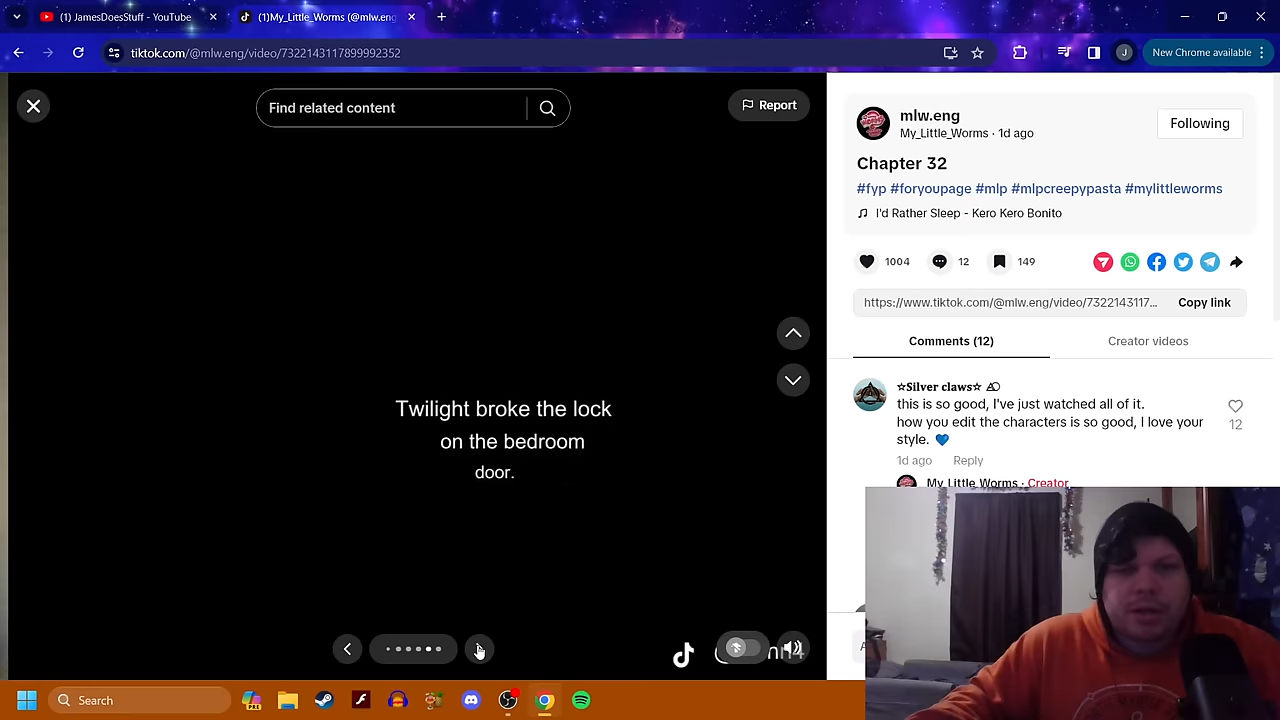 (1) JamesDoesStuff - YouTube
(1)My_Little_Worms (@mlw.eng
tiktok.com/@mlw.eng/video/7322143117899992352
New Chrome available
J
Find related content
Report
Twilight broke the lock
on the bedroom
door.
mlw.eng
My_Little_Worms · 1d ago
Following
Chapter 32
#fyp #foryoupage #mlp #mlpcreepypasta #mylittleworms
I'd Rather Sleep - Kero Kero Bonito
1004
12
149
https://www.tiktok.com/@mlw.eng/video/7322143117...
Copy link
Comments (12)
Creator videos
☆Silver claws☆
this is so good, I've just watched all of it.
how you edit the characters is so good, I love your
style. 💙
12
1d ago
Reply
My_Little_Worms · Creator
Search
PRE